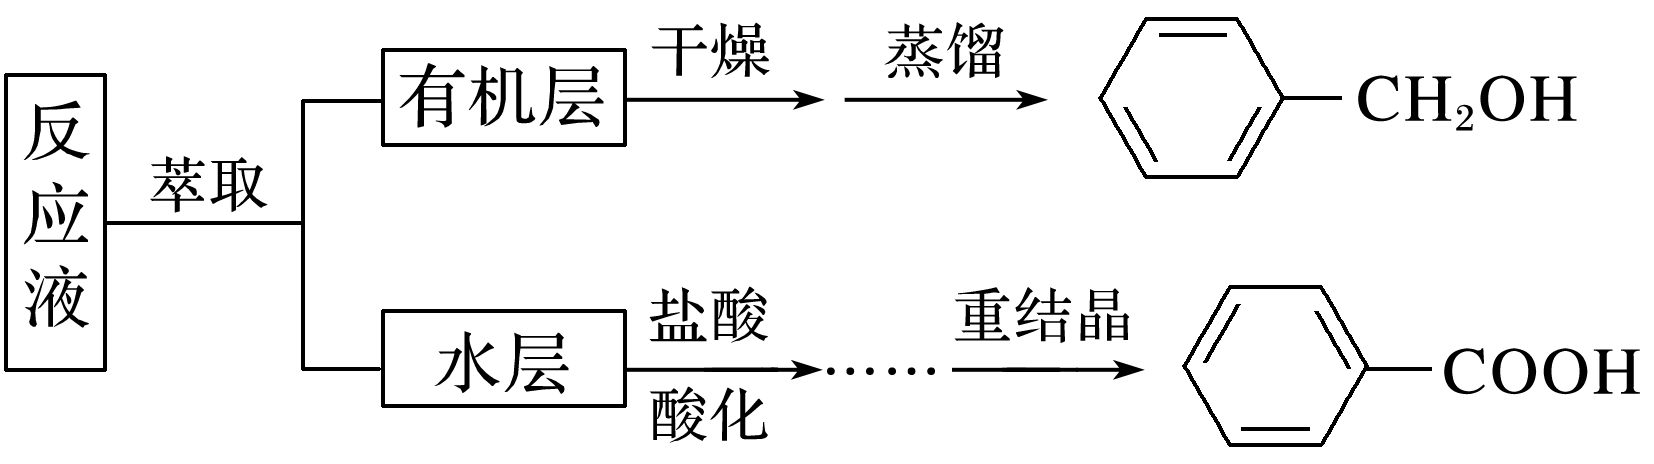 反应液
萃取
有机层
干燥
蒸馏
CH₂OH
水层
盐酸
酸化
……
重结晶
COOH